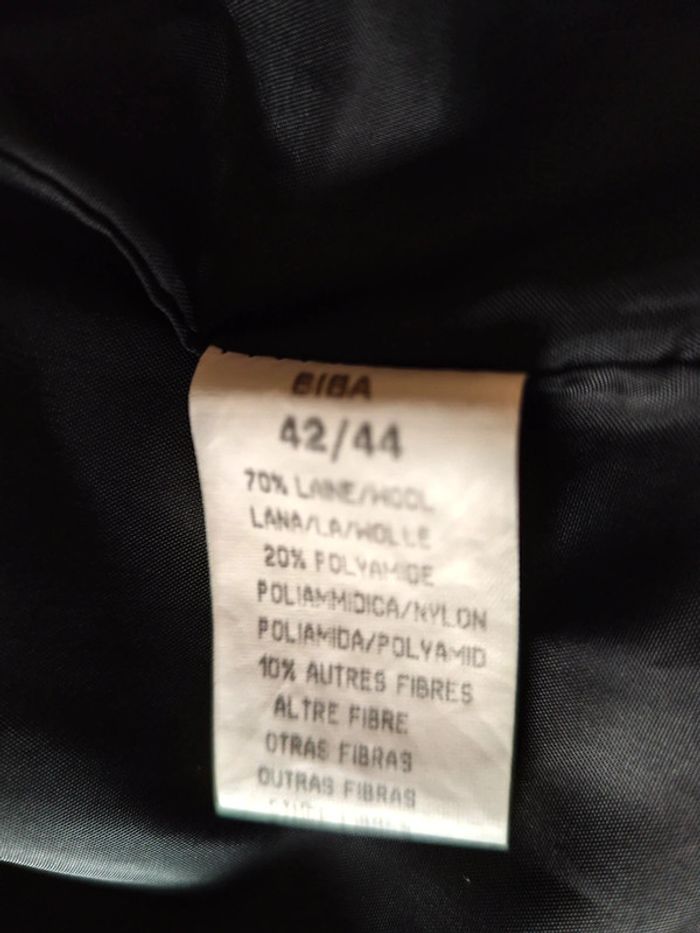 BIBA
42/44
70% LAINE/WOOL
LANA/LA/WOLLE
20% POLYAMIDE
POLIAMMIDICA/NYLON
POLIAMIDA/POLYAMID
10% AUTRES FIBRES
ALTRE FIBRE
OTRAS FIBRAS
OUTRAS FIBRAS